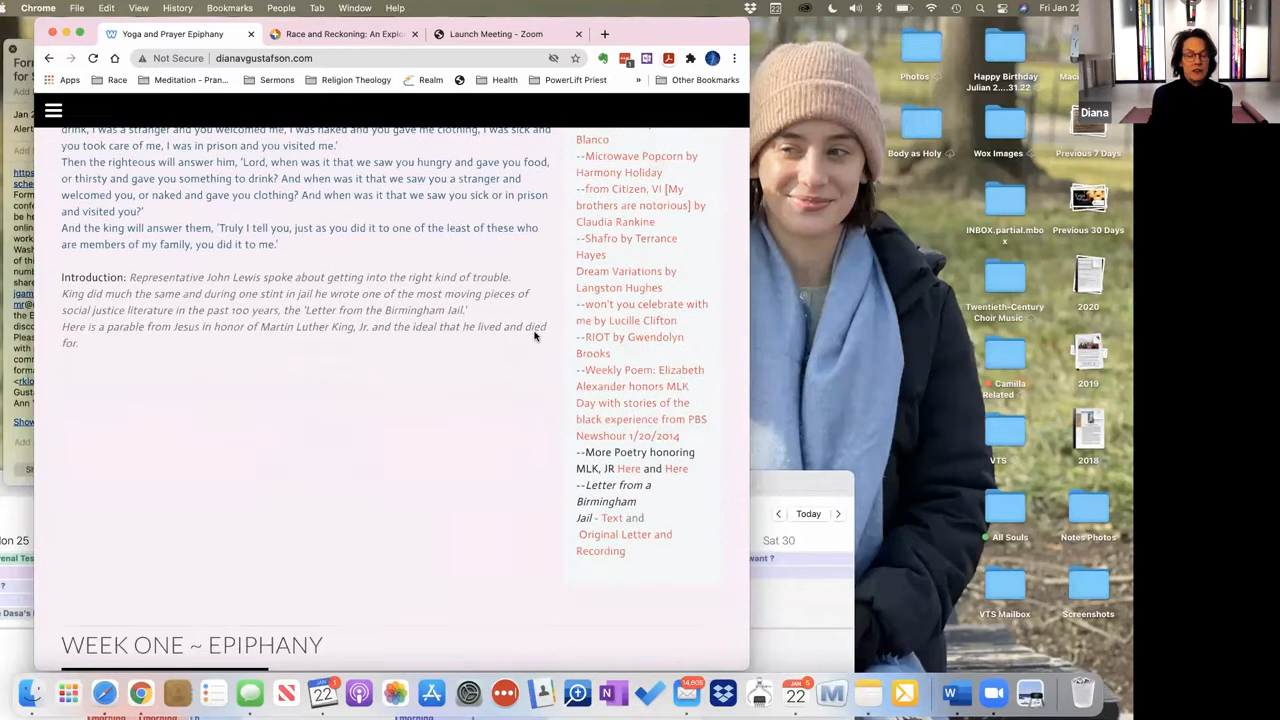 Chrome File Edit View History Bookmarks People Tab Window Help
Fri Jan 22
Yoga and Prayer Epiphany
Race and Reckoning: An Explo
Launch Meeting - Zoom
Not Secure | dianavgustafson.com
Apps Race Meditation - Pran... Sermons Religion Theology Realm Health PowerLift Priest » Other Bookmarks
drink, I was a stranger and you welcomed me, I was naked and you gave me clothing, I was sick and
you took care of me, I was in prison and you visited me.'
Then the righteous will answer him, 'Lord, when was it that we saw you hungry and gave you food,
or thirsty and gave you something to drink? And when was it that we saw you a stranger and
welcomed you, or naked and gave you clothing? And when was it that we saw you sick or in prison
and visited you?'
And the king will answer them, 'Truly I tell you, just as you did it to one of the least of these who
are members of my family, you did it to me.'
Introduction: Representative John Lewis spoke about getting into the right kind of trouble.
King did much the same and during one stint in jail he wrote one of the most moving pieces of
social justice literature in the past 100 years, the 'Letter from the Birmingham Jail.'
Here is a parable from Jesus in honor of Martin Luther King, Jr. and the ideal that he lived and died
for.
Blanco
--Microwave Popcorn by
Harmony Holiday
--from Citizen, VI [My
brothers are notorious] by
Claudia Rankine
--Shafro by Terrance
Hayes
Dream Variations by
Langston Hughes
--won't you celebrate with
me by Lucille Clifton
--RIOT by Gwendolyn
Brooks
--Weekly Poem: Elizabeth
Alexander honors MLK
Day with stories of the
black experience from PBS
Newshour 1/20/2014
--More Poetry honoring
MLK, JR Here and Here
--Letter from a
Birmingham
Jail - Text and
Original Letter and
Recording
WEEK ONE ~ EPIPHANY
Today
Sat 30
want ?
on 25
Diana
Photos
Happy Birthday
Julian 2....31.22
Body as Holy
Wox Images
Previous 7 Days
INBOX.partial.mbo
x
Previous 30 Days
Twentieth-Century
Choir Music
2020
Camilla
Related
2019
VTS
2018
All Souls
Notes Photos
VTS Mailbox
Screenshots
JAN
22
14,605
JAN
22
5